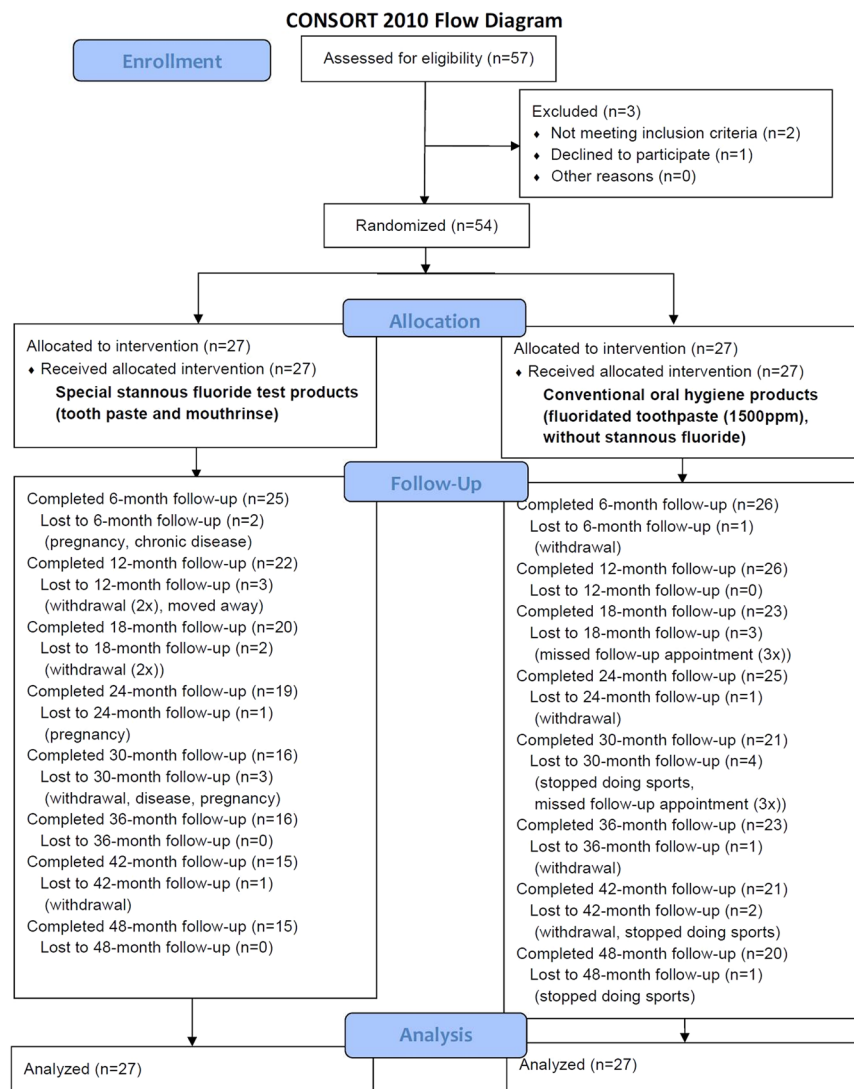 CONSORT 2010 Flow Diagram
Enrollment
Assessed for eligibility (n=57)
Excluded (n=3)
♦ Not meeting inclusion criteria (n=2)
♦ Declined to participate (n=1)
♦ Other reasons (n=0)
Randomized (n=54)
Allocation
Allocated to intervention (n=27)
♦ Received allocated intervention (n=27)
Special stannous fluoride test products
(tooth paste and mouthrinse)
Allocated to intervention (n=27)
♦ Received allocated intervention (n=27)
Conventional oral hygiene products
(fluoridated toothpaste (1500ppm),
without stannous fluoride)
Follow-Up
Completed 6-month follow-up (n=25)
Lost to 6-month follow-up (n=2)
(pregnancy, chronic disease)
Completed 12-month follow-up (n=22)
Lost to 12-month follow-up (n=3)
(withdrawal (2x), moved away)
Completed 18-month follow-up (n=20)
Lost to 18-month follow-up (n=2)
(withdrawal (2x))
Completed 24-month follow-up (n=19)
Lost to 24-month follow-up (n=1)
(pregnancy)
Completed 30-month follow-up (n=16)
Lost to 30-month follow-up (n=3)
(withdrawal, disease, pregnancy)
Completed 36-month follow-up (n=16)
Lost to 36-month follow-up (n=0)
Completed 42-month follow-up (n=15)
Lost to 42-month follow-up (n=1)
(withdrawal)
Completed 48-month follow-up (n=15)
Lost to 48-month follow-up (n=0)
Completed 6-month follow-up (n=26)
Lost to 6-month follow-up (n=1)
(withdrawal)
Completed 12-month follow-up (n=26)
Lost to 12-month follow-up (n=0)
Completed 18-month follow-up (n=23)
Lost to 18-month follow-up (n=3)
(missed follow-up appointment (3x))
Completed 24-month follow-up (n=25)
Lost to 24-month follow-up (n=1)
(withdrawal)
Completed 30-month follow-up (n=21)
Lost to 30-month follow-up (n=4)
(stopped doing sports,
missed follow-up appointment (3x))
Completed 36-month follow-up (n=23)
Lost to 36-month follow-up (n=1)
(withdrawal)
Completed 42-month follow-up (n=21)
Lost to 42-month follow-up (n=2)
(withdrawal, stopped doing sports)
Completed 48-month follow-up (n=20)
Lost to 48-month follow-up (n=1)
(stopped doing sports)
Analysis
Analyzed (n=27)
Analyzed (n=27)